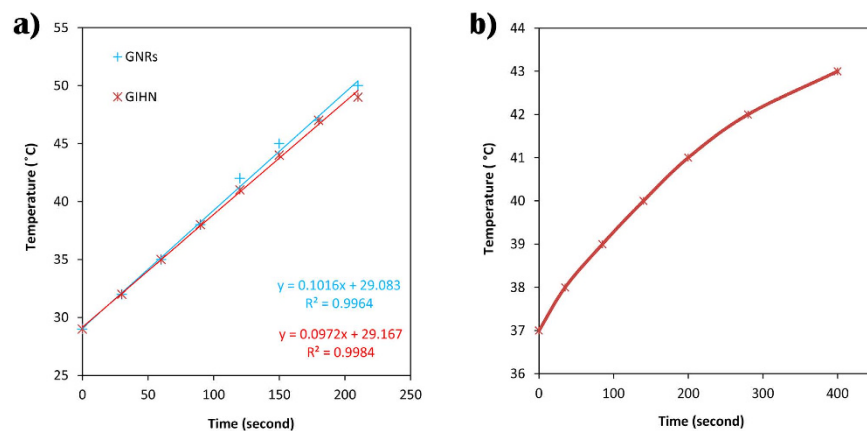 a)
55
50
45
40
35
30
25
Temperature (˚C)
GNRs
GIHN
y = 0.1016x + 29.083
R² = 0.9964
y = 0.0972x + 29.167
R² = 0.9984
0 50 100 150 200 250
Time (second)
b)
44
43
42
41
40
39
38
37
36
Temperature ( °C)
0 100 200 300 400
Time (second)